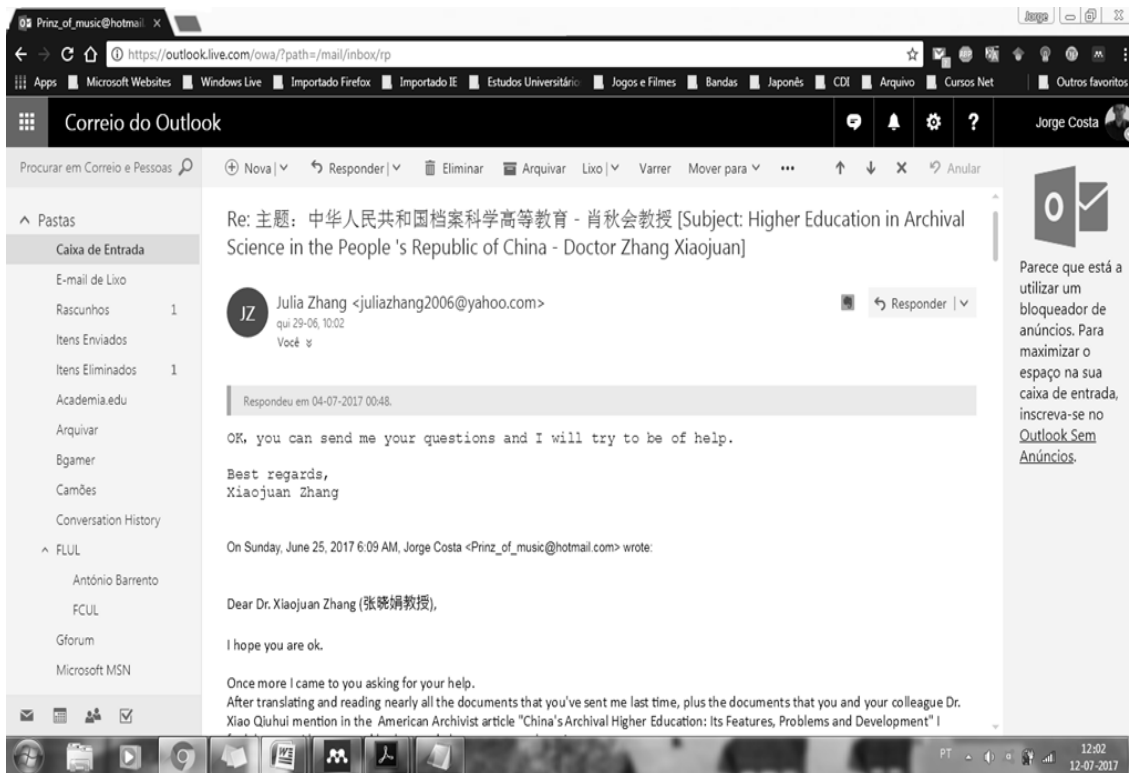 Prinz_of_music@hotmail.
Jorge
https://outlook.live.com/owa/?path=/mail/inbox/rp
Apps Microsoft Websites Windows Live Importado Firefox Importado IE Estudos Universitário Jogos e Filmes Bandas Japonês CDI Arquivo Cursos Net Outros favoritos
Correio do Outlook
Jorge Costa
Procurar em Correio e Pessoas
Nova Responder Eliminar Arquivar Lixo Varrer Mover para Anular
Pastas
Caixa de Entrada
E-mail de Lixo
Rascunhos 1
Itens Enviados
Itens Eliminados 1
Academia.edu
Arquivar
Bgamer
Camões
Conversation History
FLUL
António Barrento
FCUL
Gforum
Microsoft MSN
Re: 主题：中华人民共和国档案科学高等教育 - 肖秋会教授 [Subject: Higher Education in Archival
Science in the People 's Republic of China - Doctor Zhang Xiaojuan]
JZ
Julia Zhang <juliazhang2006@yahoo.com>
qui 29-06, 10:02
Você
Responder
Respondeu em 04-07-2017 00:48.
OK, you can send me your questions and I will try to be of help.
Best regards,
Xiaojuan Zhang
On Sunday, June 25, 2017 6:09 AM, Jorge Costa <Prinz_of_music@hotmail.com> wrote:
Dear Dr. Xiaojuan Zhang (张晓娟教授),
I hope you are ok.
Once more I came to you asking for your help.
After translating and reading nearly all the documents that you've sent me last time, plus the documents that you and your colleague Dr.
Xiao Qiuhui mention in the American Archivist article "China's Archival Higher Education: Its Features, Problems and Development" I
Parece que está a
utilizar um
bloqueador de
anúncios. Para
maximizar o
espaço na sua
caixa de entrada,
inscreva-se no
Outlook Sem
Anúncios.
PT
12:02
12-07-2017